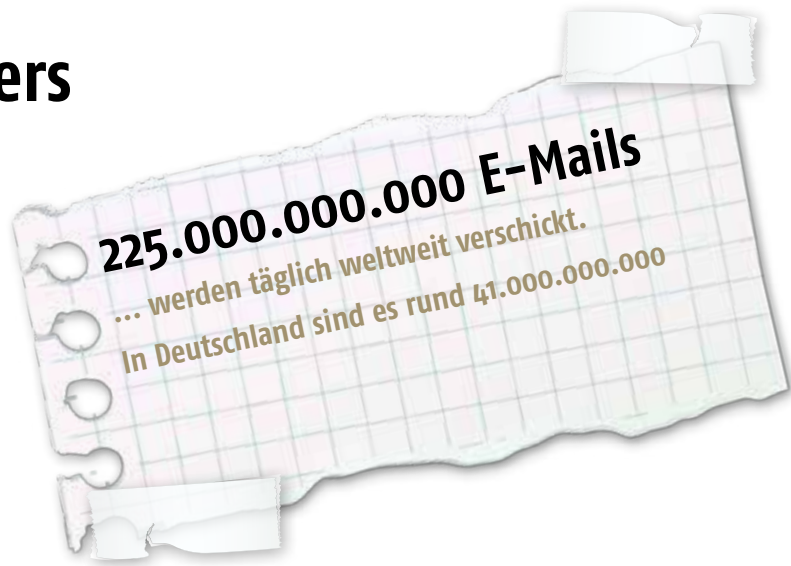 ers
225.000.000.000 E-Mails
... werden täglich weltweit verschickt.
In Deutschland sind es rund 41.000.000.000